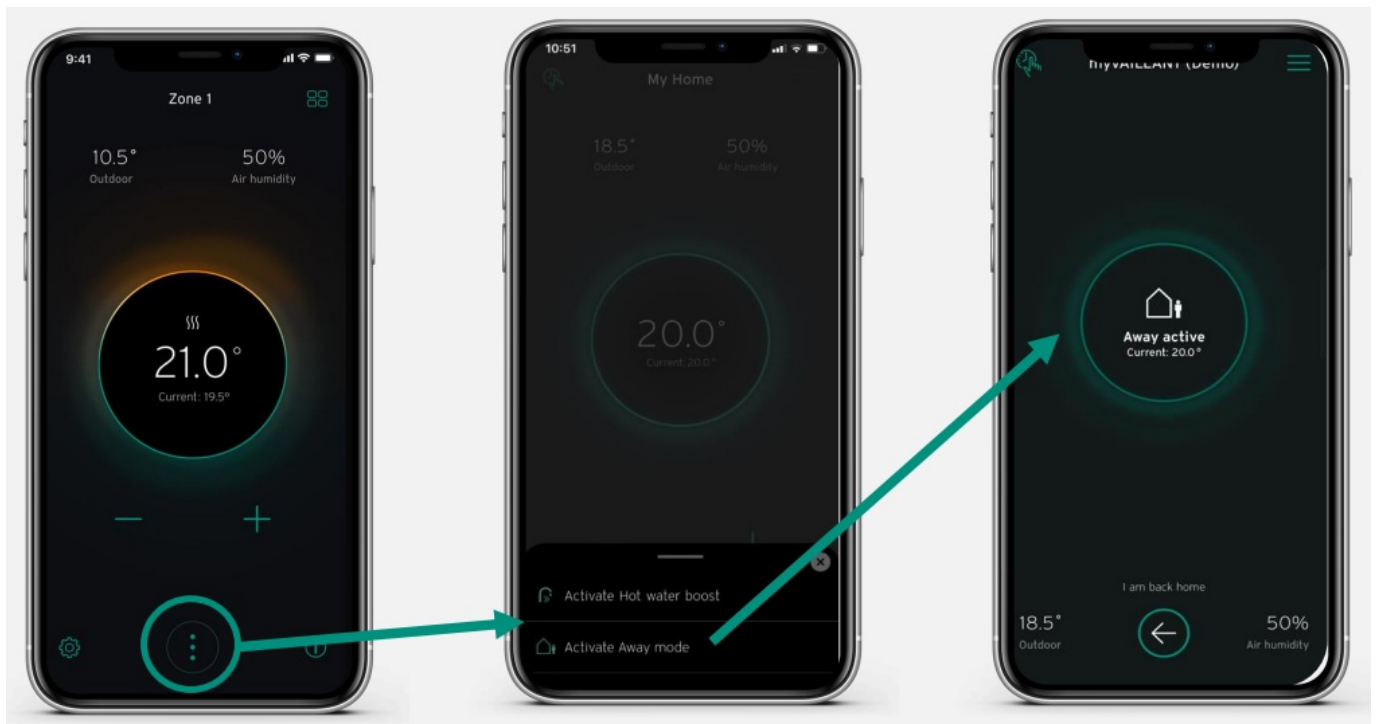 9:41
Zone 1
10.5°
50%
Outdoor
Air humidity
21.0°
Current: 19.5°
10:51
My Home
18.5°
50%
Outdoor
Air humidity
20.0°
Current: 20.0°
Activate Hot water boost
Activate Away mode
myVAILLANT (Demo)
Away active
Current: 20.0°
I am back home
18.5°
50%
Outdoor
Air humidity